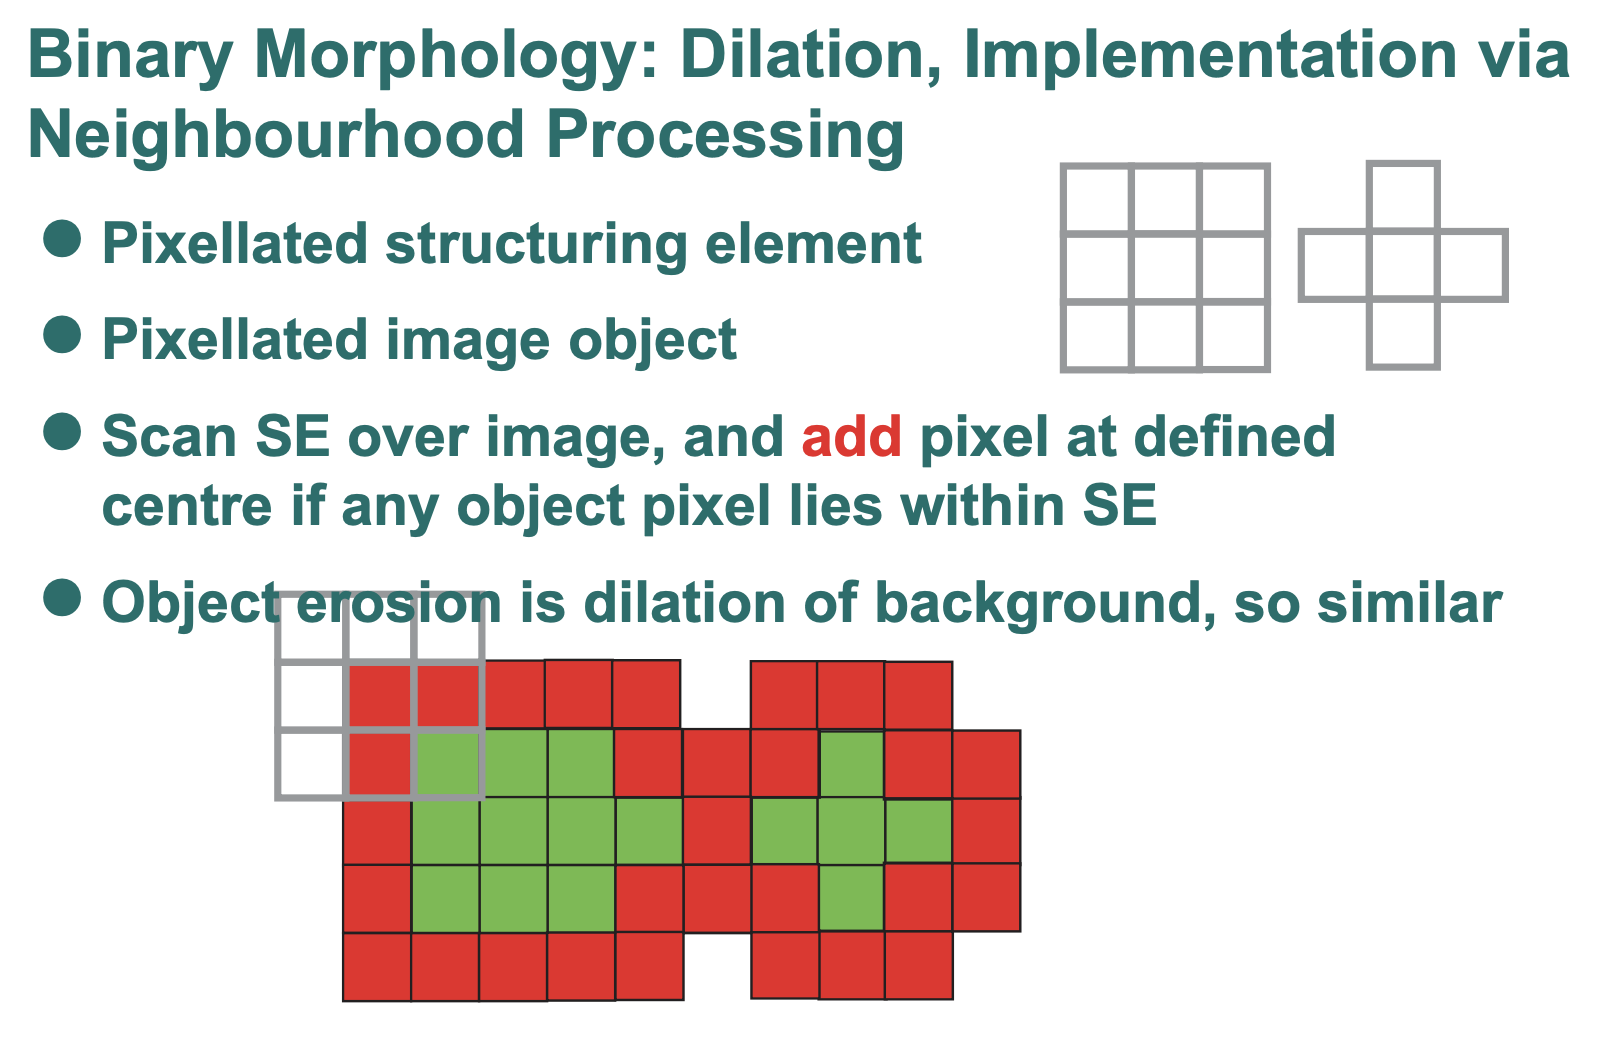 Binary Morphology: Dilation, Implementation via
Neighbourhood Processing
● Pixellated structuring element
● Pixellated image object
● Scan SE over image, and add pixel at defined
centre if any object pixel lies within SE
● Object erosion is dilation of background, so similar